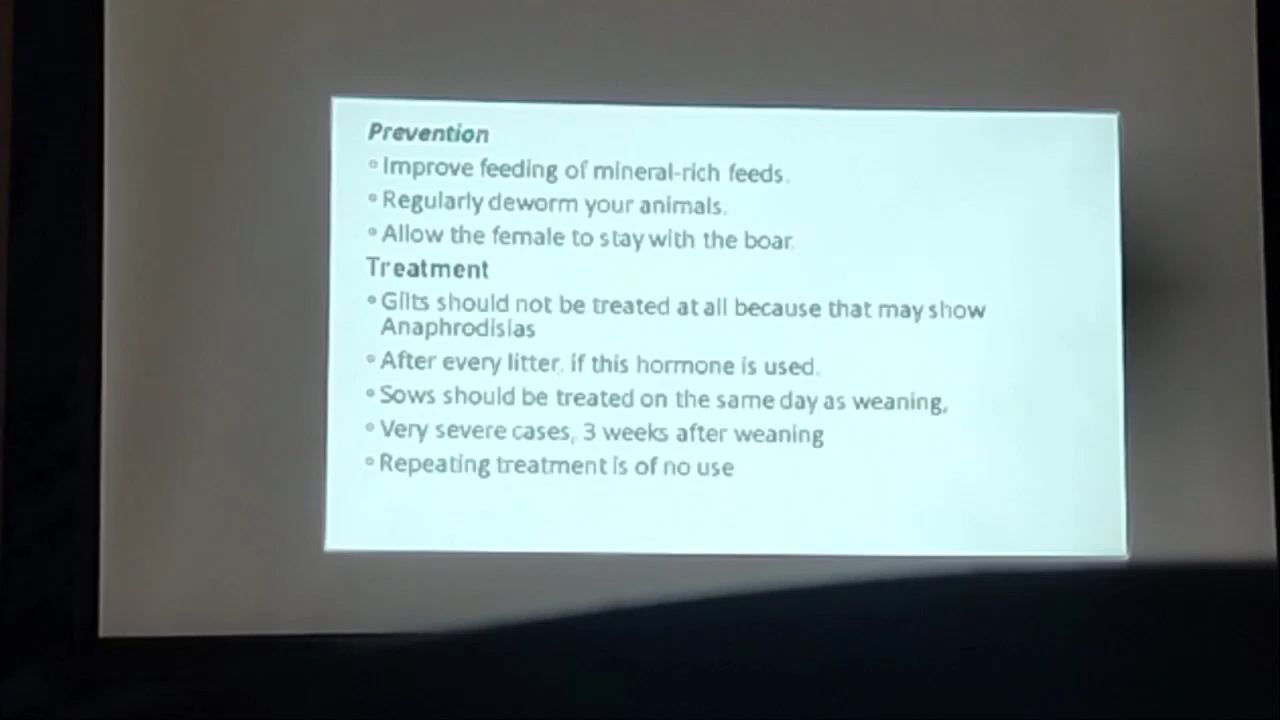 Prevention
Improve feeding of mineral-rich feeds.
Regularly deworm your animals.
Allow the female to stay with the boar.
Treatment
Gilts should not be treated at all because that may show
Anaphrodisias
After every litter, if this hormone is used.
Sows should be treated on the same day as weaning,
Very severe cases, 3 weeks after weaning
Repeating treatment is of no use